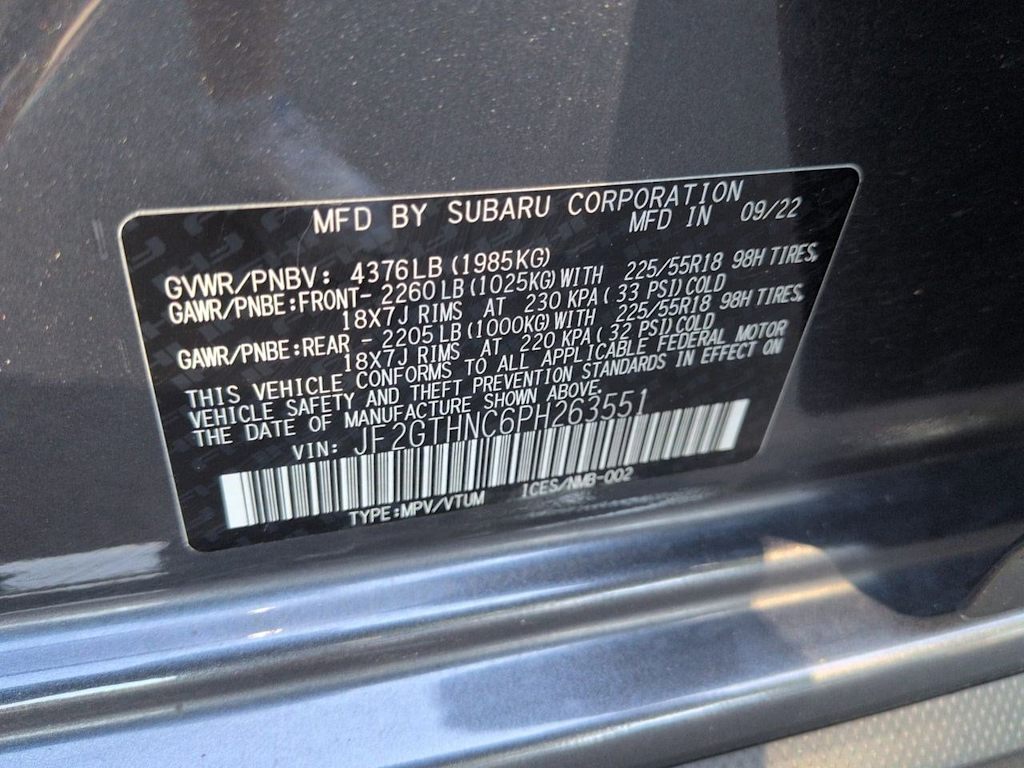 MFD BY SUBARU CORPORATION
MFD IN 09/22
GVWR/PNBV: 4376LB (1985KG)
GAWR/PNBE:FRONT- 2260 LB (1025KG) WITH 225/55R18 98H TIRES,
18X7J RIMS AT 230 KPA( 33 PSI) COLD
GAWR/PNBE:REAR - 2205 LB (1000KG) WITH 225/55R18 98H TIRES,
18X7J RIMS AT 220 KPA( 32 PSI) COLD
THIS VEHICLE CONFORMS TO ALL APPLICABLE FEDERAL MOTOR
VEHICLE SAFETY AND THEFT PREVENTION STANDARDS IN EFFECT ON
THE DATE OF MANUFACTURE SHOWN ABOVE.
VIN: JF2GTHNC6PH263551
TYPE:MPV/VTUM ICES/NMB-002